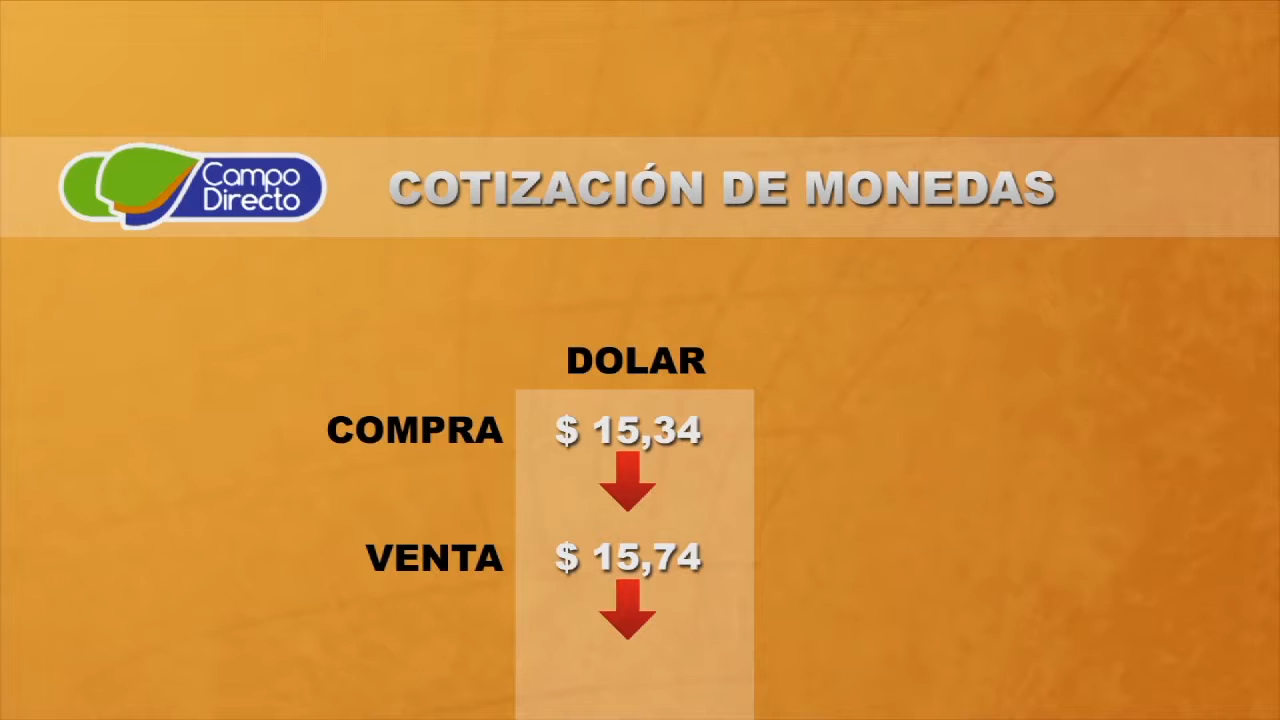 Campo
Directo
COTIZACIÓN DE MONEDAS
DOLAR
COMPRA $ 15,34
VENTA $ 15,74